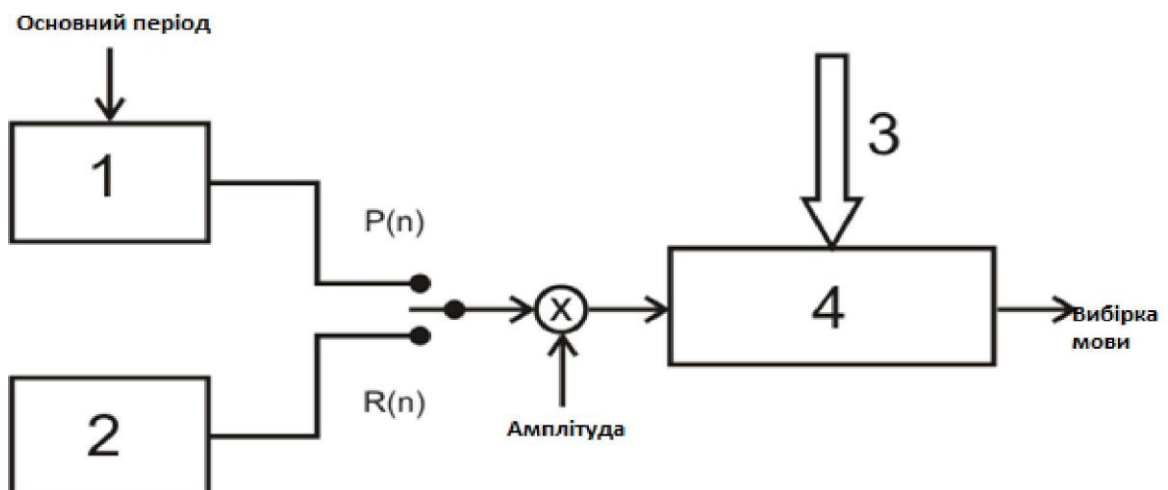 Основний період
1
3
P(n)
X
4
Вибірка
мови
R(n)
Амплітуда
2